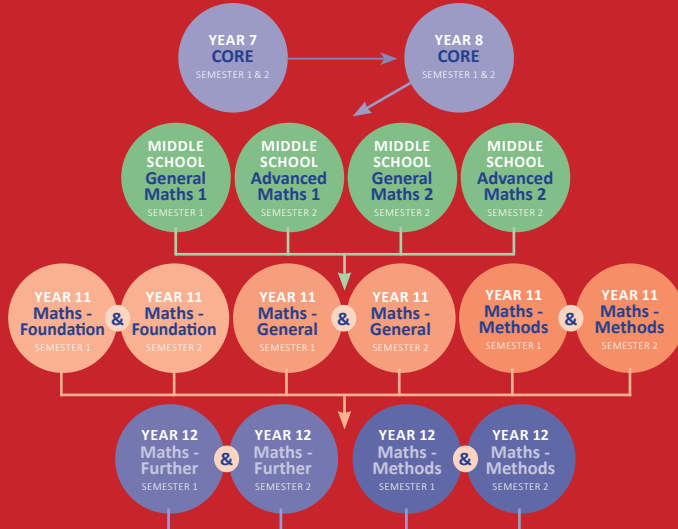 YEAR 7
CORE
SEMESTER 1 & 2
YEAR 8
CORE
SEMESTER 1 & 2
MIDDLE
SCHOOL
General
Maths 1
SEMESTER 1
MIDDLE
SCHOOL
Advanced
Maths 1
SEMESTER 2
MIDDLE
SCHOOL
General
Maths 2
SEMESTER 2
MIDDLE
SCHOOL
Advanced
Maths 2
SEMESTER 2
YEAR 11
Maths -
Foundation
SEMESTER 1
&
YEAR 11
Maths -
Foundation
SEMESTER 2
YEAR 11
Maths -
General
SEMESTER 1
&
YEAR 11
Maths -
General
SEMESTER 2
YEAR 11
Maths -
Methods
SEMESTER 1
&
YEAR 11
Maths -
Methods
SEMESTER 2
YEAR 12
Maths -
Further
SEMESTER 1
&
YEAR 12
Maths -
Further
SEMESTER 2
YEAR 12
Maths -
Methods
SEMESTER 1
&
YEAR 12
Maths -
Methods
SEMESTER 2